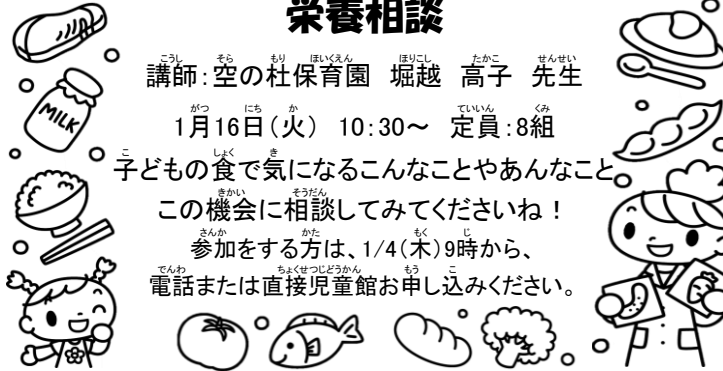 栄養相談
講師：空の杜保育園　堀越　高子　先生
1月16日（火）　10：30～　定員：8組
子どもの食で気になるこんなことやあんなこと
この機会に相談してみてくださいね！
参加をする方は、1/4（木）9時から、
電話または直接児童館お申し込みください。
MILK